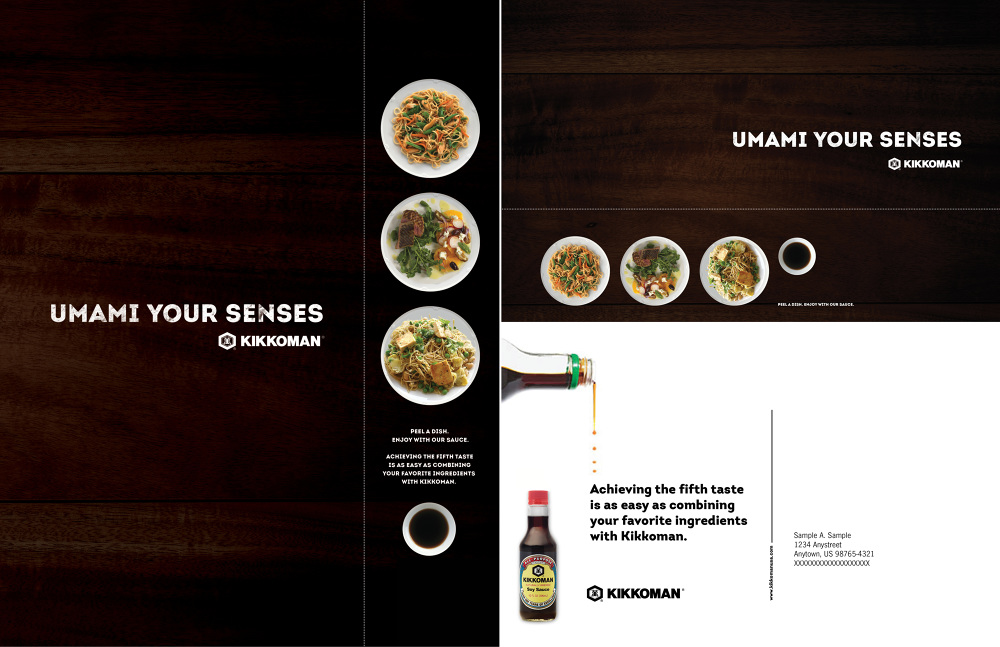 UMAMI YOUR SENSES
KIKKOMAN®
PEEL A DISH.
ENJOY WITH OUR SAUCE.
ACHIEVING THE FIFTH TASTE
IS AS EASY AS COMBINING
YOUR FAVORITE INGREDIENTS
WITH KIKKOMAN.
UMAMI YOUR SENSES
KIKKOMAN®
PEEL A DISH. ENJOY WITH OUR SAUCE.
Achieving the fifth taste
is as easy as combining
your favorite ingredients
with Kikkoman.
KIKKOMAN
Soy Sauce
KIKKOMAN®
www.kikkomanusa.com
Sample A. Sample
1234 Anystreet
Anytown, US 98765-4321
XXXXXXXXXXXXXXXXXXX